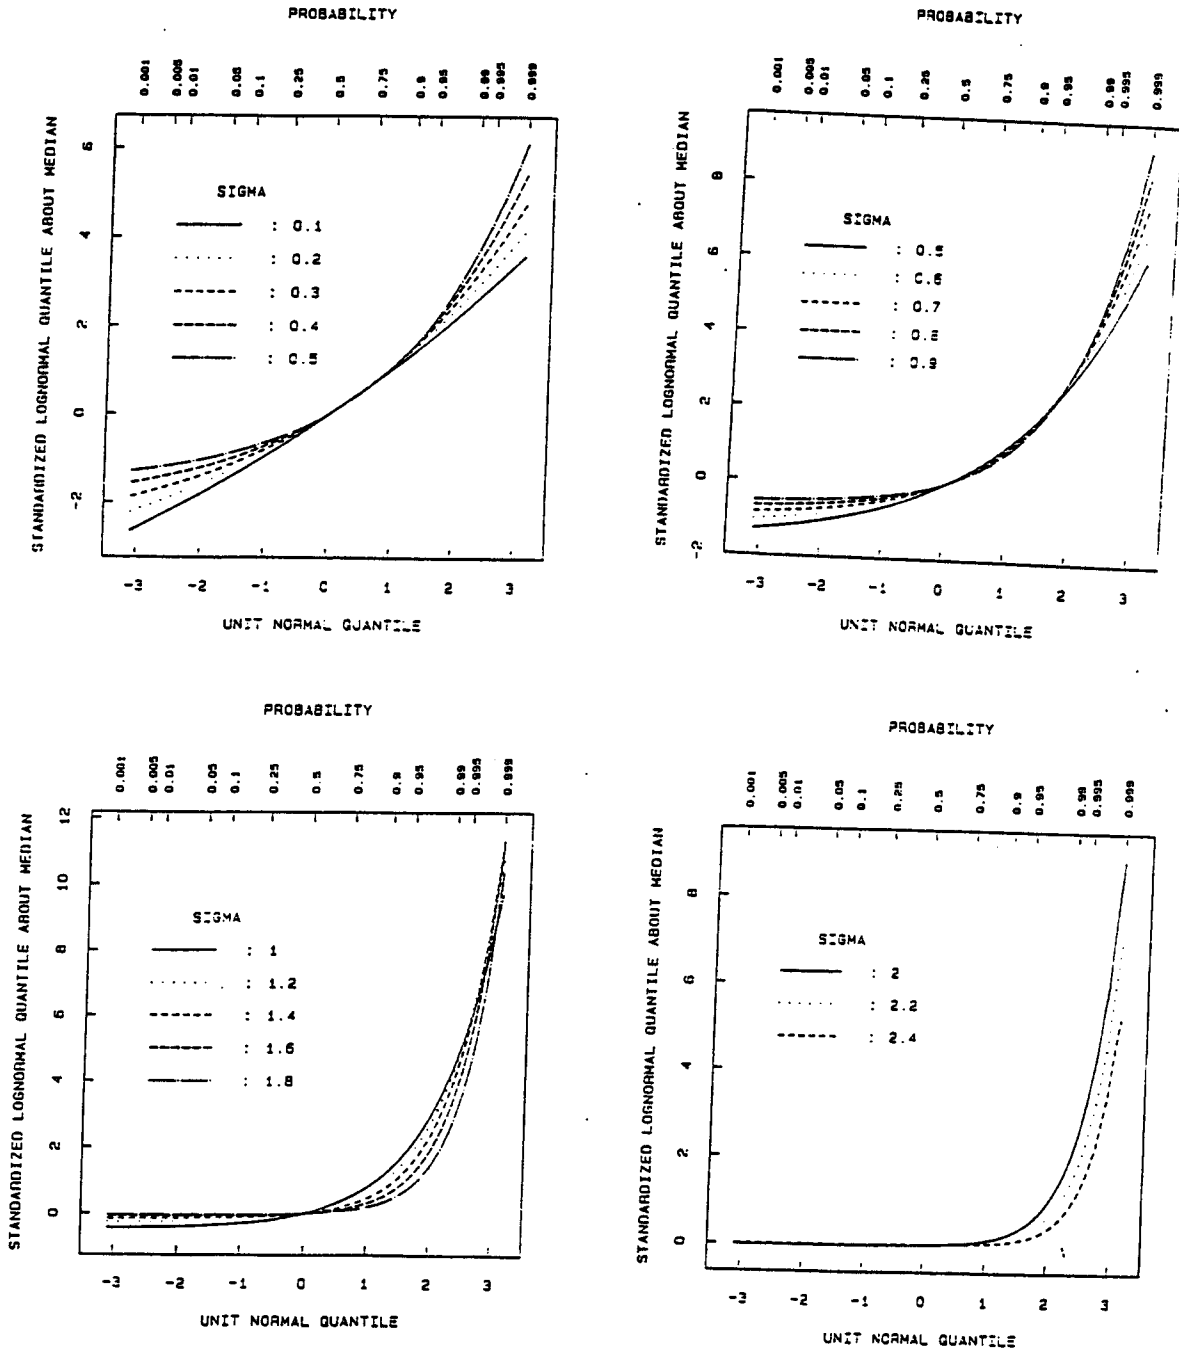 PROBABILITY
0.001 0.005 0.01 0.05 0.1 0.25 0.5 0.75 0.9 0.95 0.99 0.995 0.999
STANDARDIZED LOGNORMAL QUANTILE ABOUT MEDIAN
6
4
2
0
-2
SIGMA
: 0.1
: 0.2
: 0.3
: 0.4
: 0.5
-3 -2 -1 0 1 2 3
UNIT NORMAL QUANTILE
PROBABILITY
0.001 0.005 0.01 0.05 0.1 0.25 0.5 0.75 0.9 0.95 0.99 0.995 0.999
STANDARDIZED LOGNORMAL QUANTILE ABOUT MEDIAN
8
6
4
2
0
-2
SIGMA
: 0.5
: 0.6
: 0.7
: 0.8
: 0.9
-3 -2 -1 0 1 2 3
UNIT NORMAL QUANTILE
PROBABILITY
0.001 0.005 0.01 0.05 0.1 0.25 0.5 0.75 0.9 0.95 0.99 0.995 0.999
STANDARDIZED LOGNORMAL QUANTILE ABOUT MEDIAN
12
10
8
6
4
2
0
SIGMA
: 1
: 1.2
: 1.4
: 1.6
: 1.8
-3 -2 -1 0 1 2 3
UNIT NORMAL QUANTILE
PROBABILITY
0.001 0.005 0.01 0.05 0.1 0.25 0.5 0.75 0.9 0.95 0.99 0.995 0.999
STANDARDIZED LOGNORMAL QUANTILE ABOUT MEDIAN
8
6
4
2
0
SIGMA
: 2
: 2.2
: 2.4
-3 -2 -1 0 1 2 3
UNIT NORMAL QUANTILE